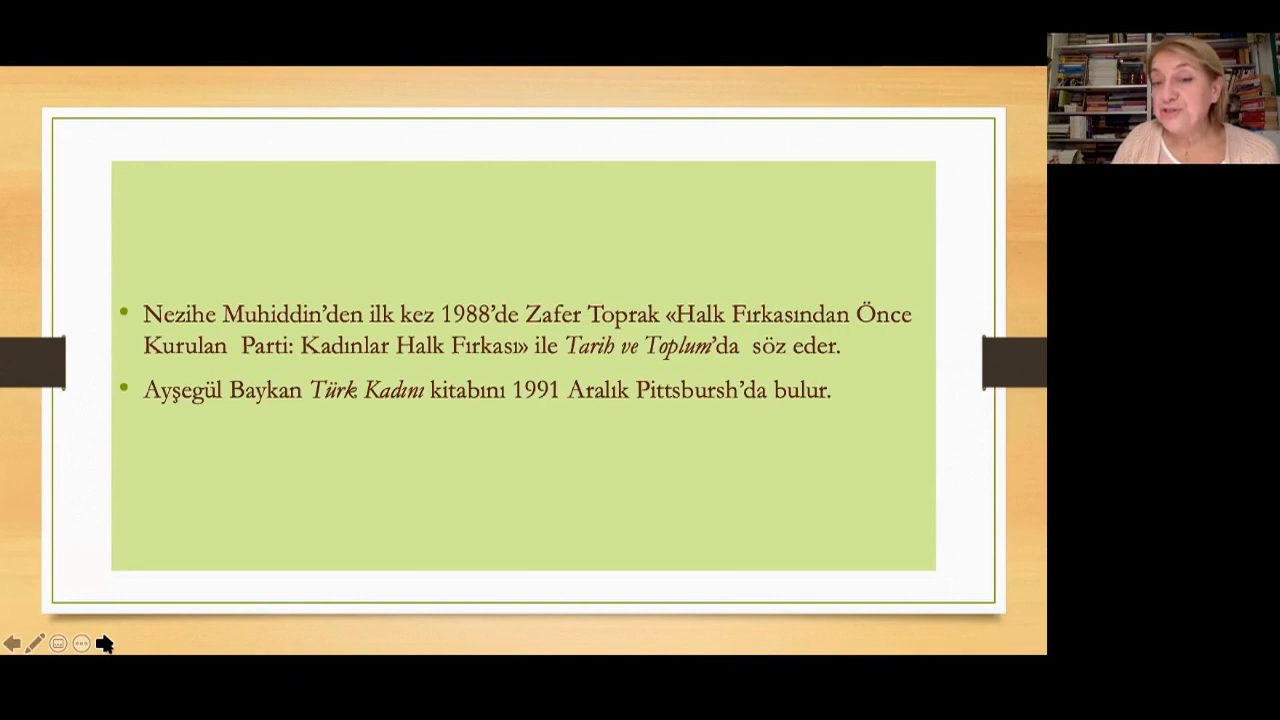 Nezihe Muhiddin’den ilk kez 1988’de Zafer Toprak «Halk Fırkasından Önce
Kurulan Parti: Kadınlar Halk Fırkası» ile Tarih ve Toplum’da söz eder.
Ayşegül Baykan Türk Kadını kitabını 1991 Aralık Pittsbursh’da bulur.